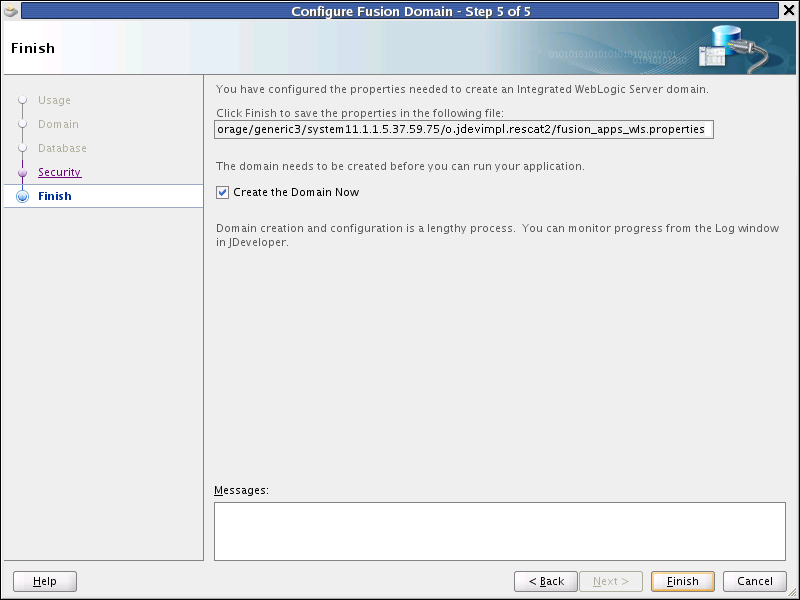 Configure Fusion Domain - Step 5 of 5
Finish
Usage
Domain
Database
Security
Finish
You have configured the properties needed to create an Integrated WebLogic Server domain.
Click Finish to save the properties in the following file:
orage/generic3/system11.1.1.5.37.59.75/o.jdevimpl.rescat2/fusion_apps_wls.properties
The domain needs to be created before you can run your application.
Create the Domain Now
Domain creation and configuration is a lengthy process.  You can monitor progress from the Log window
in JDeveloper.
Messages:
Help
< Back
Next >
Finish
Cancel